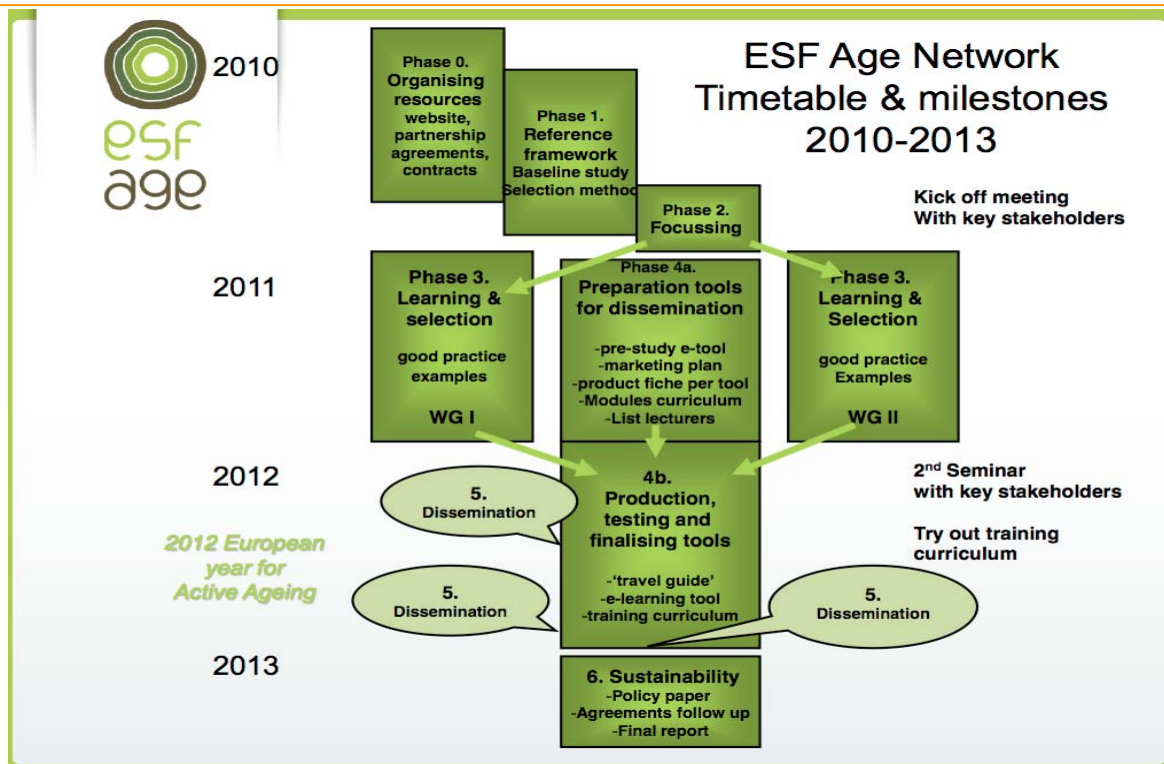 esf
age
2010
ESF Age Network
Timetable & milestones
2010-2013
Phase 0.
Organising
resources
website,
partnership
agreements,
contracts
Phase 1.
Reference
framework
Baseline study
Selection method
Phase 2.
Focussing
Kick off meeting
With key stakeholders
2011
Phase 3.
Learning &
selection
good practice
examples
WG I
Phase 4a.
Preparation tools
for dissemination
-pre-study e-tool
-marketing plan
-product fiche per tool
-Modules curriculum
-List lecturers
Phase 3.
Learning &
Selection
good practice
Examples
WG II
2012
2012 European
year for
Active Ageing
5.
Dissemination
4b.
Production,
testing and
finalising tools
-'travel guide'
-e-learning tool
-training curriculum
2nd Seminar
with key stakeholders
Try out training
curriculum
5.
Dissemination
5.
Dissemination
2013
6. Sustainability
-Policy paper
-Agreements follow up
-Final report